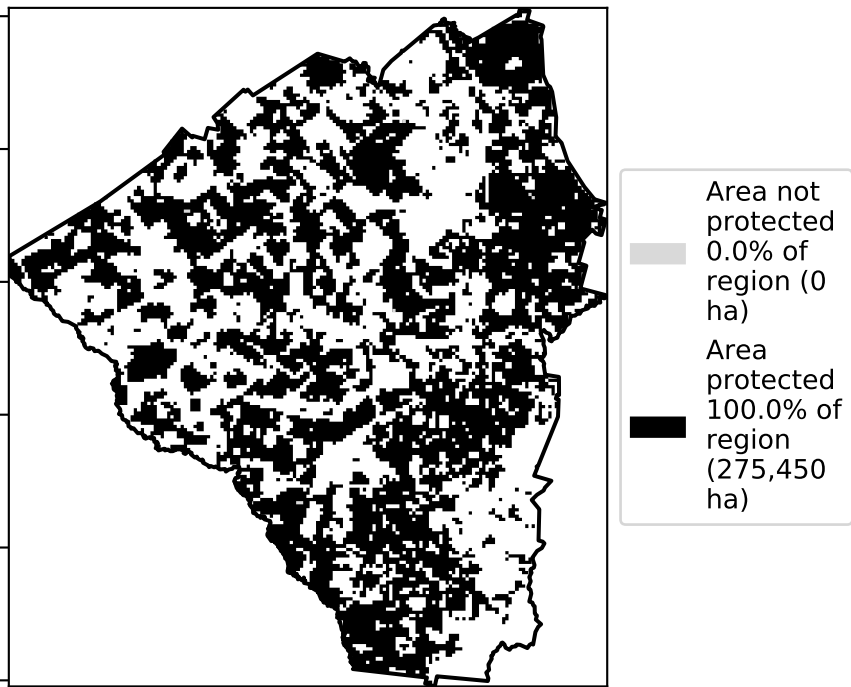 Area not
protected
0.0% of
region (0
ha)
Area
protected
100.0% of
region
(275,450
ha)